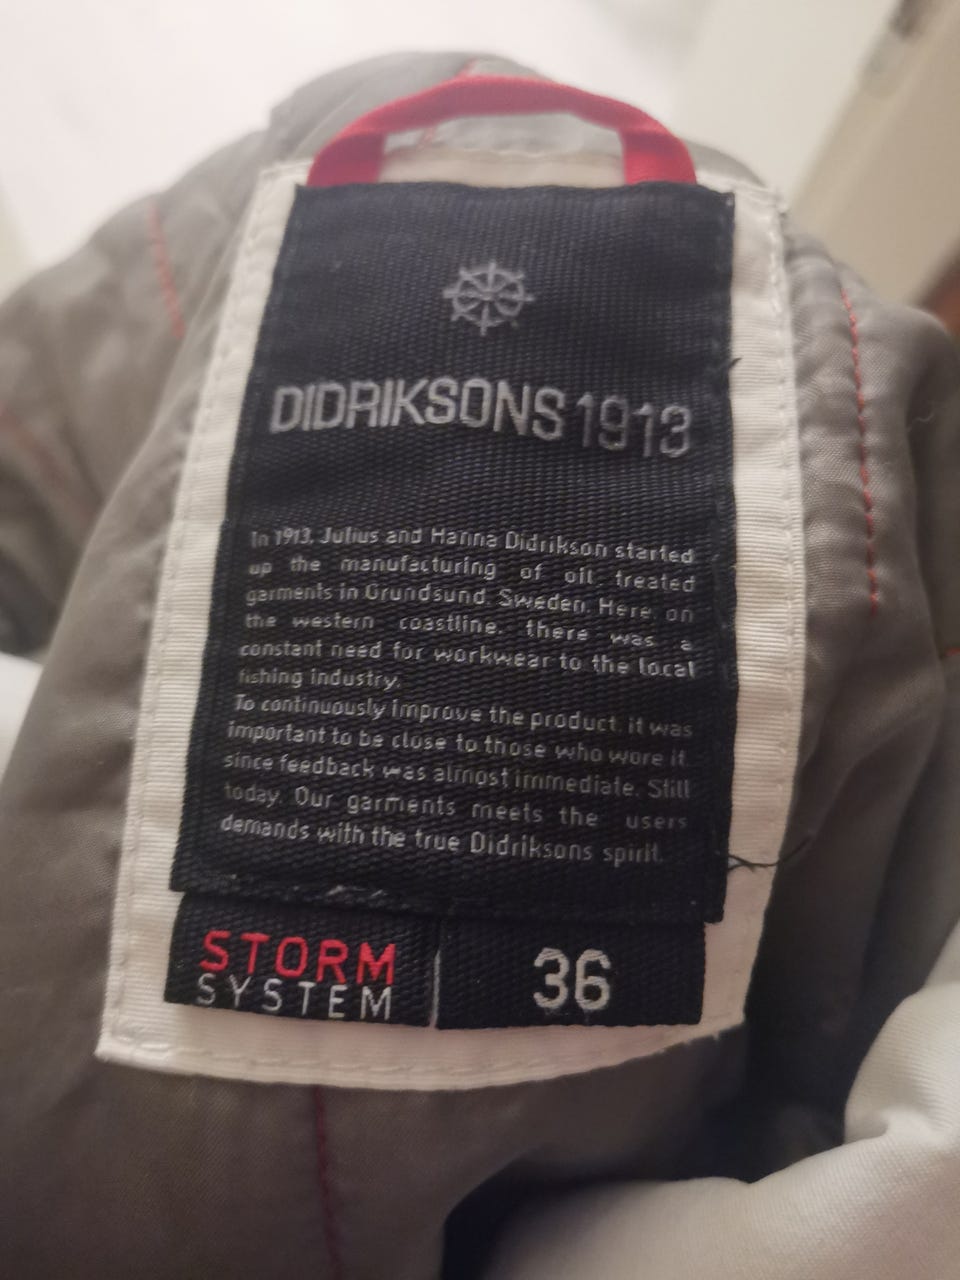 DIDRIKSONS 1913
In 1913, Julius and Hanna Didrikson started
up the manufacturing of oil treated
garments in Grundsund. Sweden. Here, on
the western coastline, there was a
constant need for workwear to the local
fishing industry.
To continuously improve the product, it was
important to be close to those who wore it,
since feedback was almost immediate. Still
today. Our garments meets the users
demands with the true Didriksons spirit.
STORM
SYSTEM
36